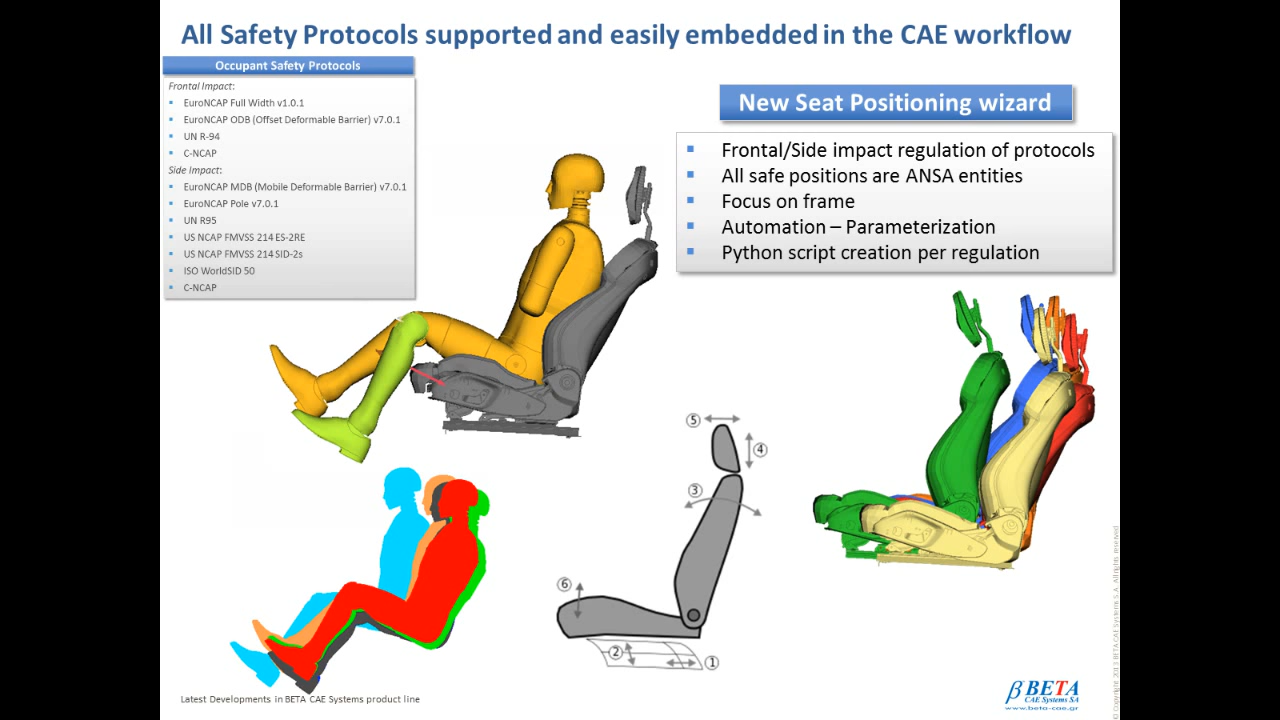 All Safety Protocols supported and easily embedded in the CAE workflow
Occupant Safety Protocols
Frontal Impact:
EuroNCAP Full Width v1.0.1
EuroNCAP ODB (Offset Deformable Barrier) v7.0.1
UN R-94
C-NCAP
Side Impact:
EuroNCAP MDB (Mobile Deformable Barrier) v7.0.1
EuroNCAP Pole v7.0.1
UN R95
US NCAP FMVSS 214 ES-2RE
US NCAP FMVSS 214 SID-2s
ISO WorldSID 50
C-NCAP
New Seat Positioning wizard
Frontal/Side impact regulation of protocols
All safe positions are ANSA entities
Focus on frame
Automation – Parameterization
Python script creation per regulation
5
4
3
6
2
1
Latest Developments in BETA CAE Systems product line
β BETA
CAE Systems SA
www.beta-cae.gr
BETA CAE Systems S.A. All rights reserved